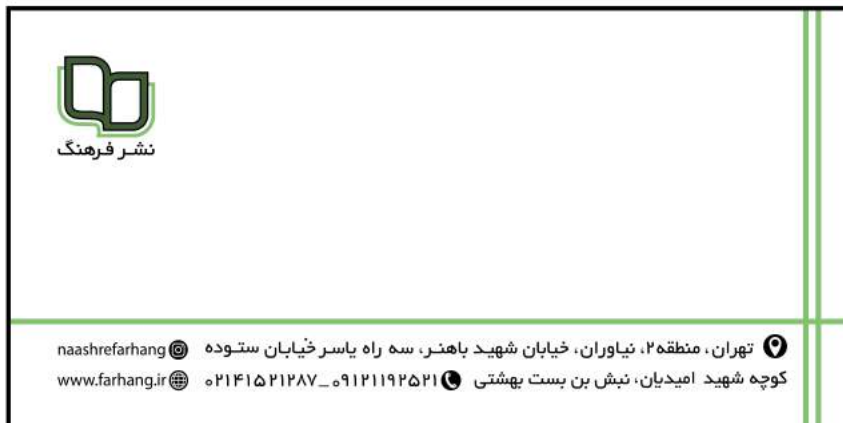 نشر فرهنگ
تهران، منطقه۲، نیاوران، خیابان شهید باهنر، سه راه یاسر خیابان ستوده naashrefarhang
کوچه شهید امیدیان، نبش بن بست بهشتی ۰۹۱۲۱۱۹۲۵۲۱_۰۲۱۴۱۵۲۱۲۸۷ www.farhang.ir